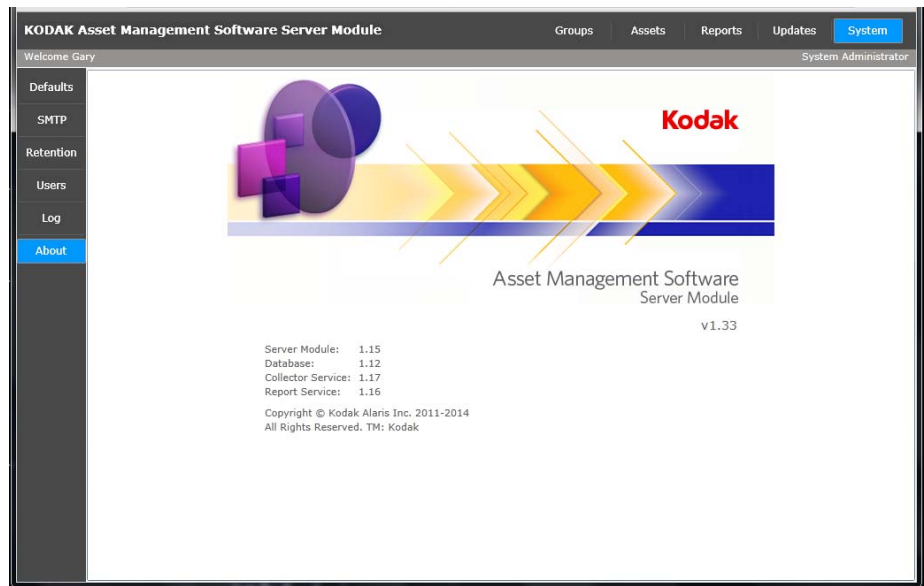 KODAK Asset Management Software Server Module
Groups Assets Reports Updates System
Welcome Gary System Administrator
Defaults
SMTP
Retention
Users
Log
About
Kodak
Asset Management Software
Server Module
v1.33
Server Module: 1.15
Database: 1.12
Collector Service: 1.17
Report Service: 1.16
Copyright © Kodak Alaris Inc. 2011-2014
All Rights Reserved. TM: Kodak